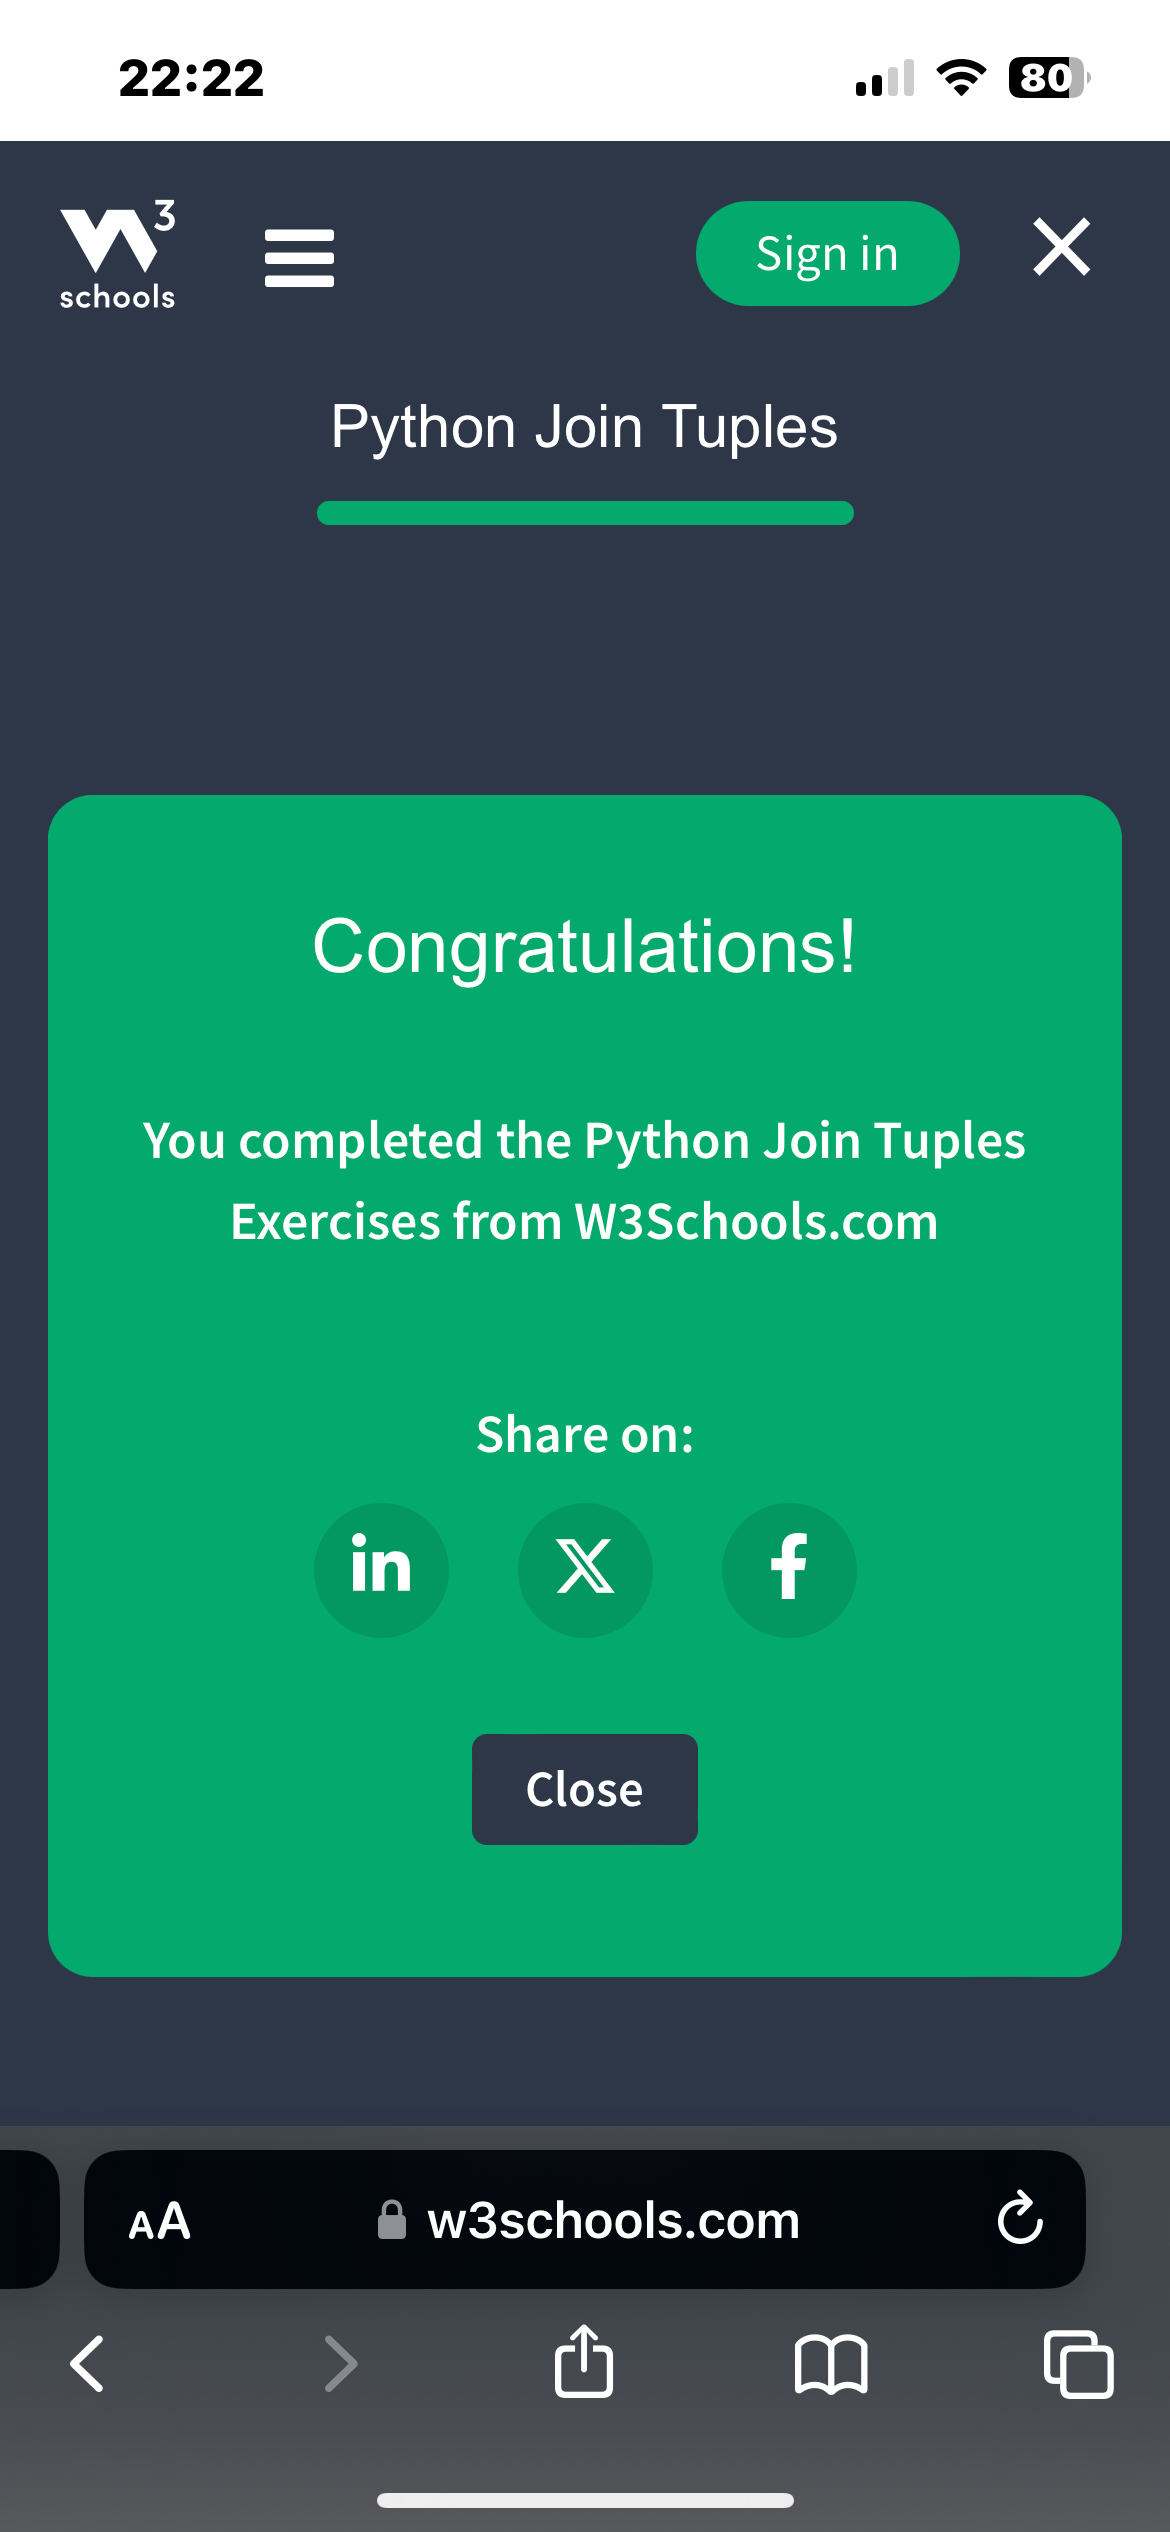 22:22
80
W3
schools
Sign in
Python Join Tuples
Congratulations!
You completed the Python Join Tuples
Exercises from W3Schools.com
Share on:
in
X
f
Close
AA
w3schools.com